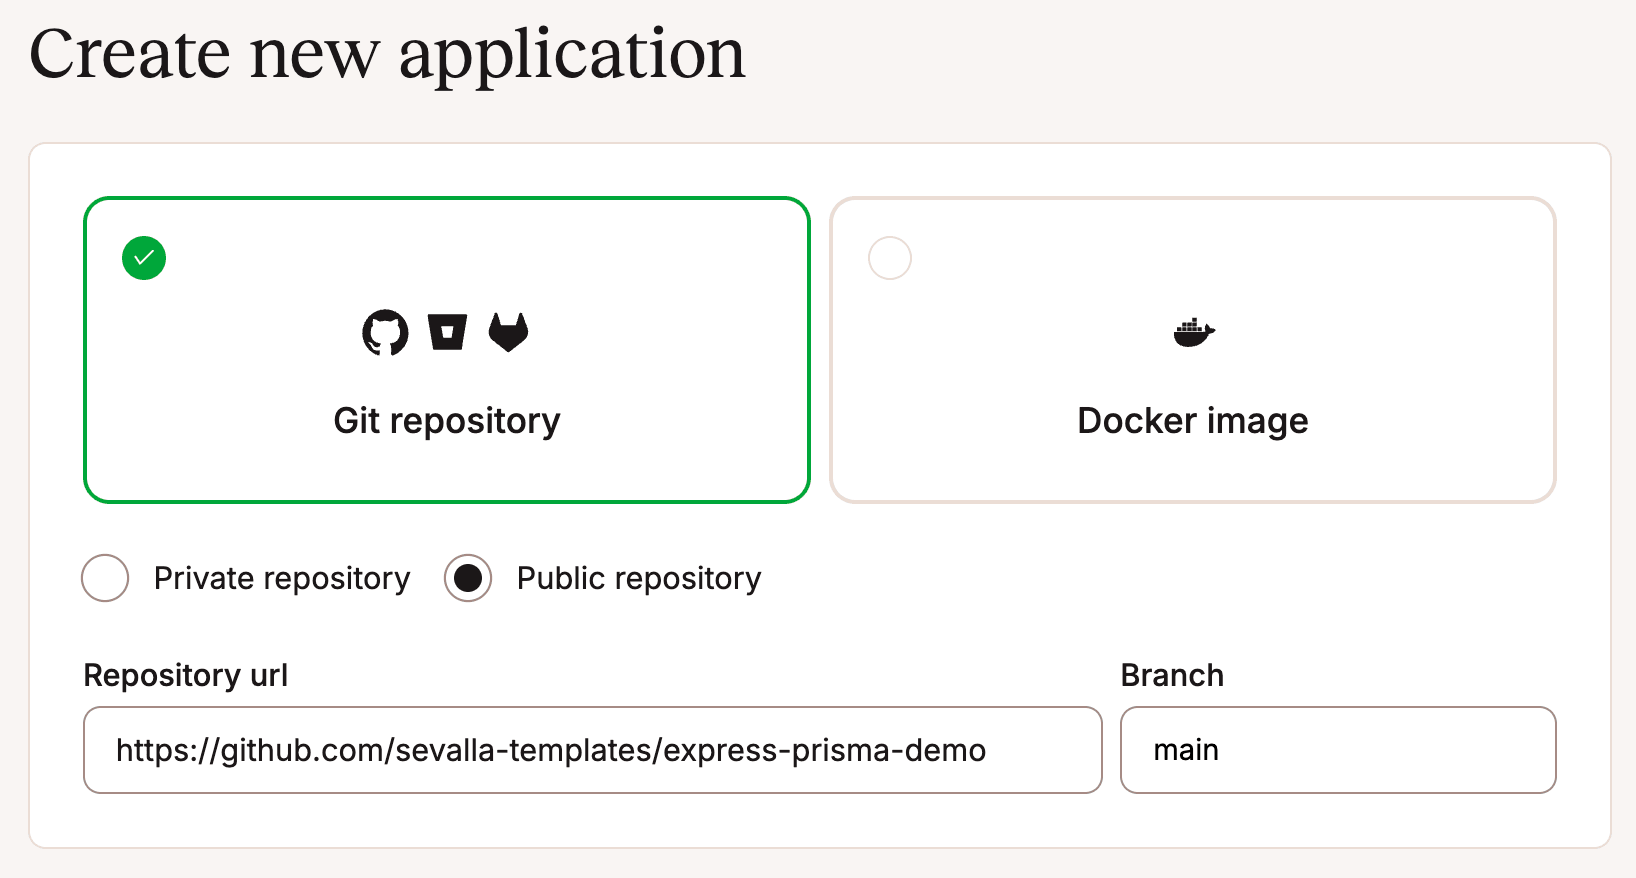 Create new application
Git repository
Docker image
Private repository
Public repository
Repository url
Branch
https://github.com/sevalla-templates/express-prisma-demo
main